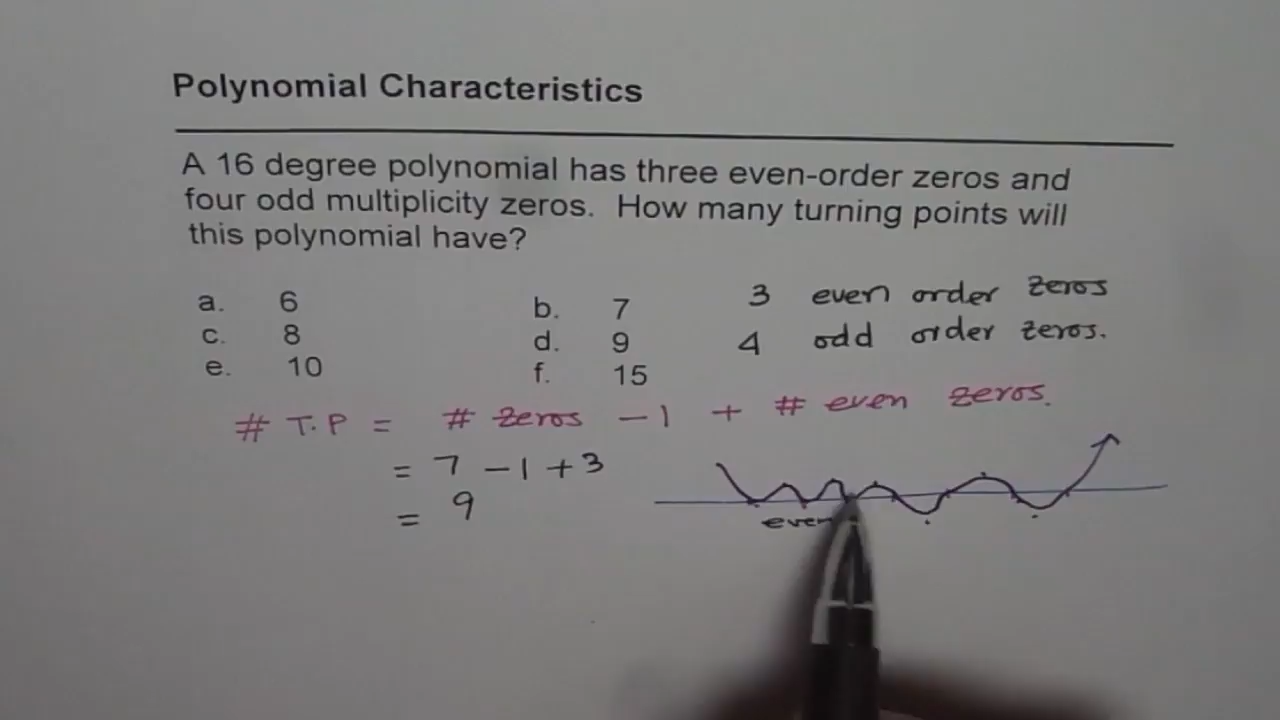 Polynomial Characteristics
A 16 degree polynomial has three even-order zeros and
four odd multiplicity zeros. How many turning points will
this polynomial have?
a. 6 b. 7
c. 8 d. 9
e. 10 f. 15
3 even order zeros
4 odd order zeros.
# T.P = # zeros - 1 + # even zeros.
= 7 - 1 + 3
= 9
even